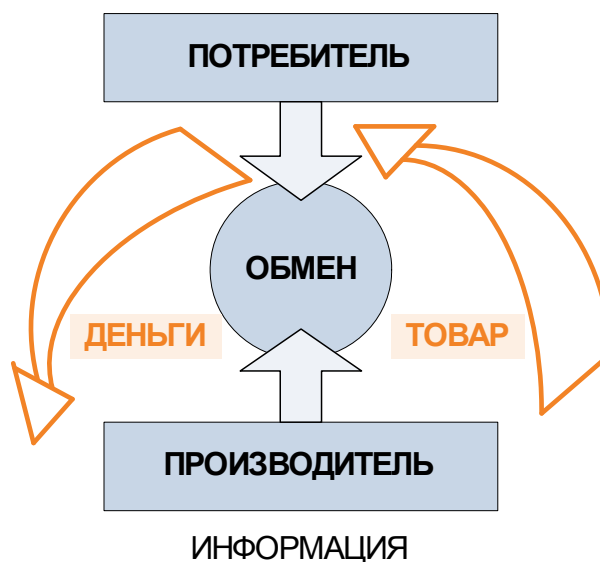 ПОТРЕБИТЕЛЬ
ОБМЕН
ДЕНЬГИ
ТОВАР
ПРОИЗВОДИТЕЛЬ
ИНФОРМАЦИЯ